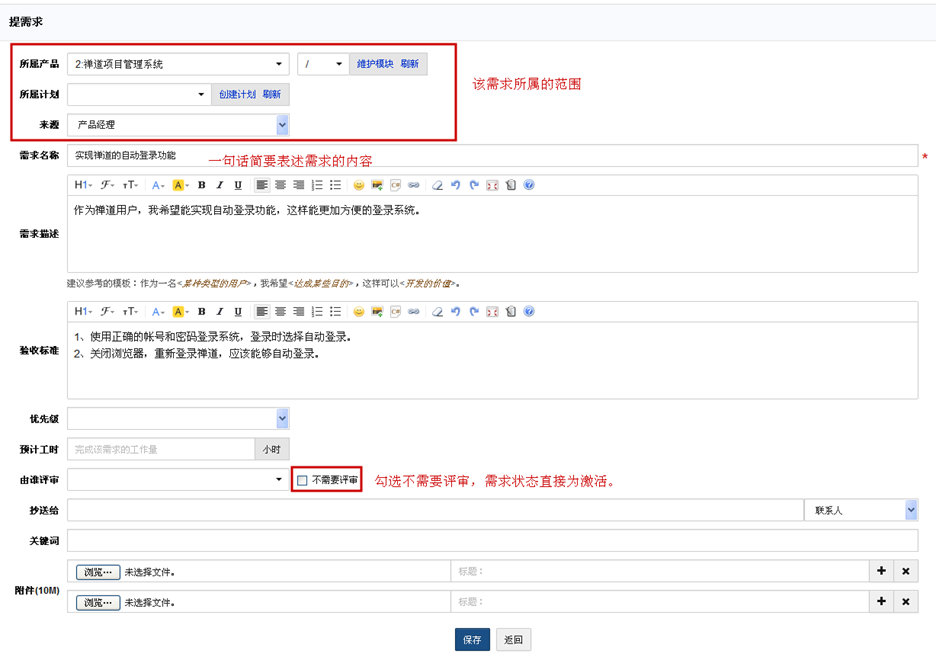 提需求
所属产品 2:禅道项目管理系统 / 维护模块 刷新
该需求所属的范围
所属计划 创建计划 刷新
来源 产品经理
需求名称 实现禅道的自动登录功能 *
一句话简要表述需求的内容
H1 F TT A A B I U
需求描述
作为禅道用户，我希望能实现自动登录功能，这样能更加方便的登录系统。
建议参考的模板：作为一名<某种类型的用户>，我希望<达成某些目的>，这样可以<开发的价值>。
H1 F TT A A B I U
验收标准
1、使用正确的帐号和密码登录系统，登录时选择自动登录。
2、关闭浏览器，重新登录禅道，应该能够自动登录。
优先级
预计工时 完成该需求的工作量 小时
由谁评审 不需要评审 勾选不需要评审，需求状态直接为激活。
抄送给 联系人
关键词
附件(10M)
浏览… 未选择文件。 标题：
浏览… 未选择文件。 标题：
保存 返回